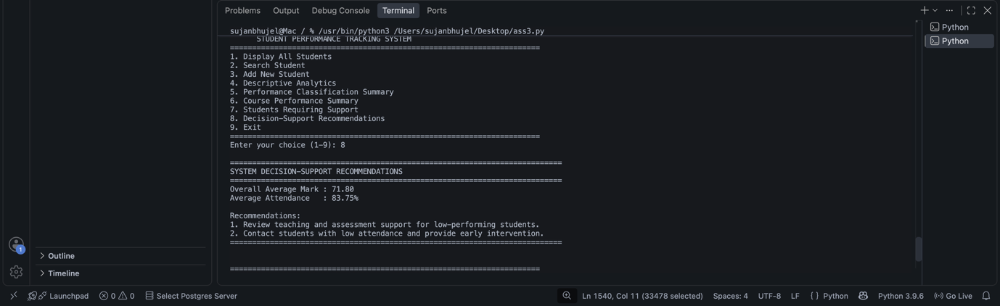 Problems Output Debug Console Terminal Ports
sujanbhujel@Mac / % /usr/bin/python3 /Users/sujanbhujel/Desktop/ass3.py
STUDENT PERFORMANCE TRACKING SYSTEM
======================================================================
1. Display All Students
2. Search Student
3. Add New Student
4. Descriptive Analytics
5. Performance Classification Summary
6. Course Performance Summary
7. Students Requiring Support
8. Decision-Support Recommendations
9. Exit
======================================================================
Enter your choice (1-9): 8
===========================================================================
SYSTEM DECISION-SUPPORT RECOMMENDATIONS
===========================================================================
Overall Average Mark : 71.80
Average Attendance   : 83.75%
Recommendations:
1. Review teaching and assessment support for low-performing students.
2. Contact students with low attendance and provide early intervention.
===========================================================================
======================================================================
Python
Python
1
Outline
Timeline
Launchpad 0 0 Select Postgres Server Ln 1540, Col 11 (33478 selected) Spaces: 4 UTF-8 LF { } Python Python 3.9.6 Go Live